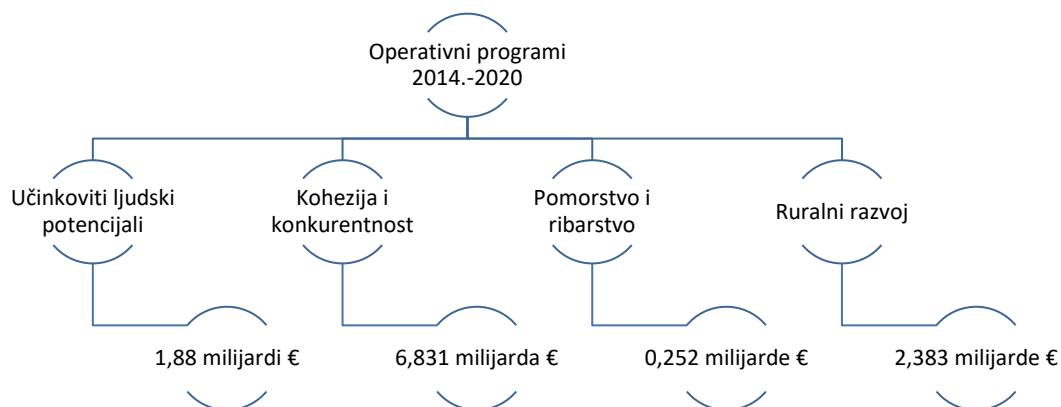 Operativni programi
2014.-2020
Učinkoviti ljudski
potencijali
Kohezija i
konkurentnost
Pomorstvo i
ribarstvo
Ruralni razvoj
1,88 milijardi €
6,831 milijarda €
0,252 milijarde €
2,383 milijarde €